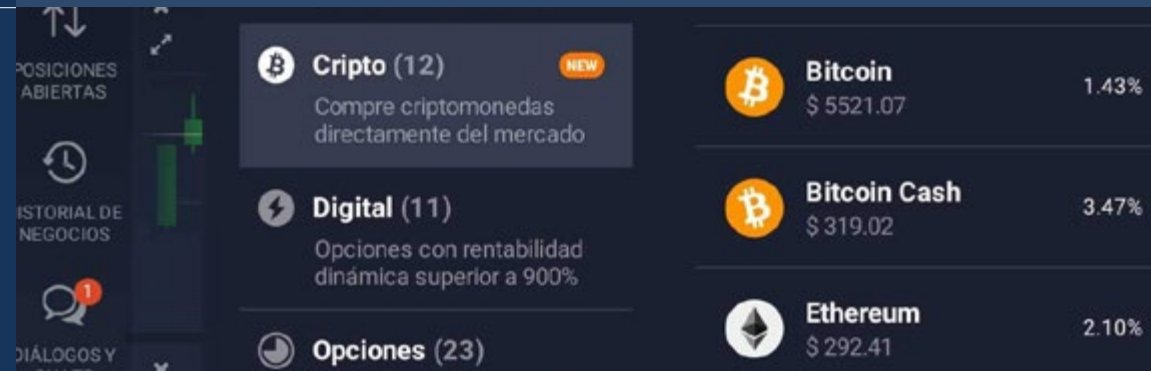 POSICIONES
ABIERTAS
HISTORIAL DE
NEGOCIOS
1
DIÁLOGOS Y
Cripto (12)
NEW
Compre criptomonedas
directamente del mercado
Digital (11)
Opciones con rentabilidad
dinámica superior a 900%
Opciones (23)
Bitcoin
1.43%
$ 5521.07
Bitcoin Cash
3.47%
$ 319.02
Ethereum
2.10%
$ 292.41